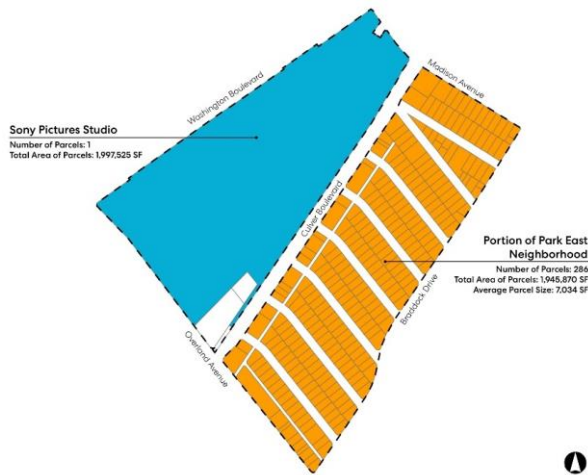 Washington Boulevard
Madison Avenue
Sony Pictures Studio
Number of Parcels: 1
Total Area of Parcels: 1,997,525 SF
Culver Boulevard
Portion of Park East
Neighborhood
Number of Parcels: 286
Total Area of Parcels: 1,945,870 SF
Average Parcel Size: 7,034 SF
Braddock Drive
Overland Avenue